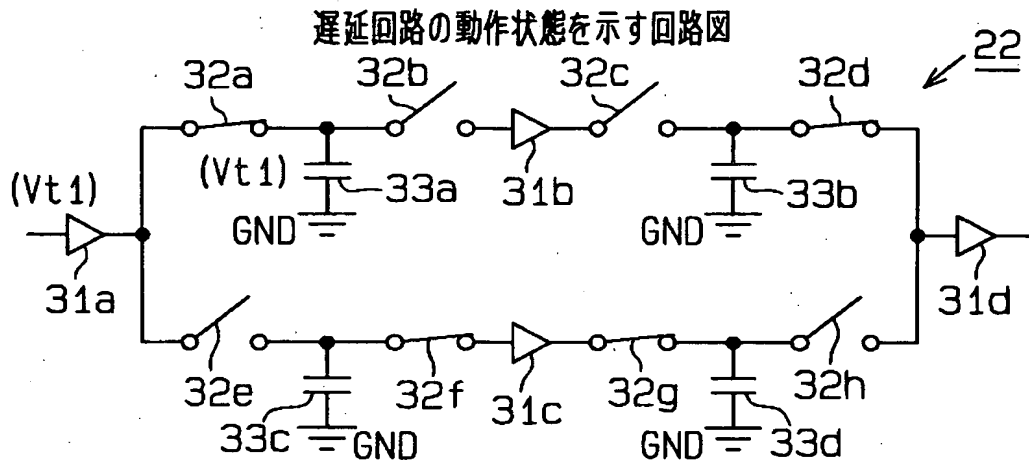 遅延回路の動作状態を示す回路図
22
32a 32b 32c 32d
(Vt1) (Vt1) 33a 31b 33b
GND GND
31a 31d
32e 32f 31c 32g 32h
33c GND GND 33d